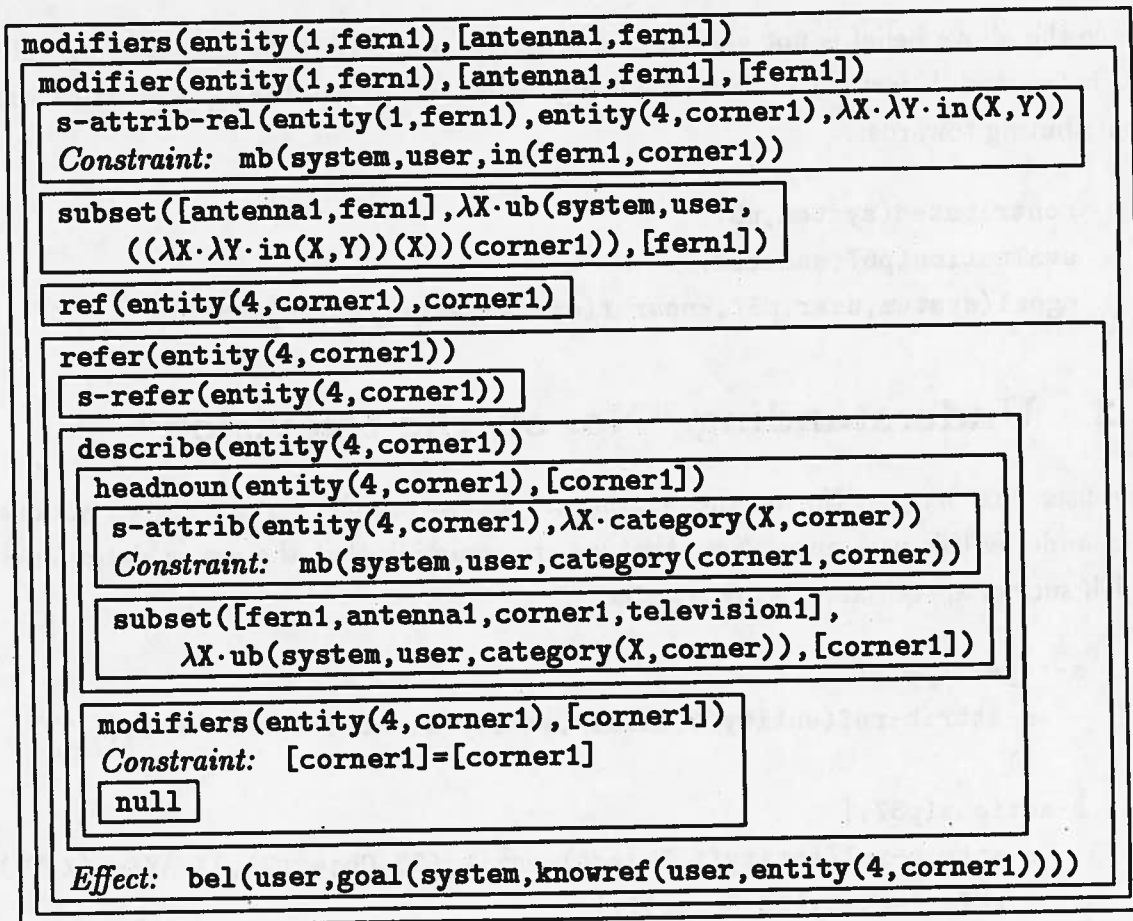 modifiers(entity(1,fern1),[antenna1,fern1])
modifier(entity(1,fern1),[antenna1,fern1],[fern1])
s-attrib-rel(entity(1,fern1),entity(4,corner1),λX·λY·in(X,Y))
Constraint: mb(system,user,in(fern1,corner1))
subset([antenna1,fern1],λX·ub(system,user
((λX·λY·in(X,Y))(X))(corner1)),[fern1])
ref(entity(4,corner1),corner1)
refer(entity(4,corner1))
s-refer(entity(4,corner1))
describe(entity(4,corner1))
headnoun(entity(4,corner1),[corner1])
s-attrib(entity(4,corner1),λX·category(X,corner))
Constraint: mb(system,user,category(corner1,corner))
subset([fern1,antenna1,corner1,television1],
λX·ub(system,user,category(X,corner)),[corner1])
modifiers(entity(4,corner1),[corner1])
Constraint: [corner1]=[corner1]
null
Effect: bel(user,goal(system,knowref(user,entity(4,corner1))))